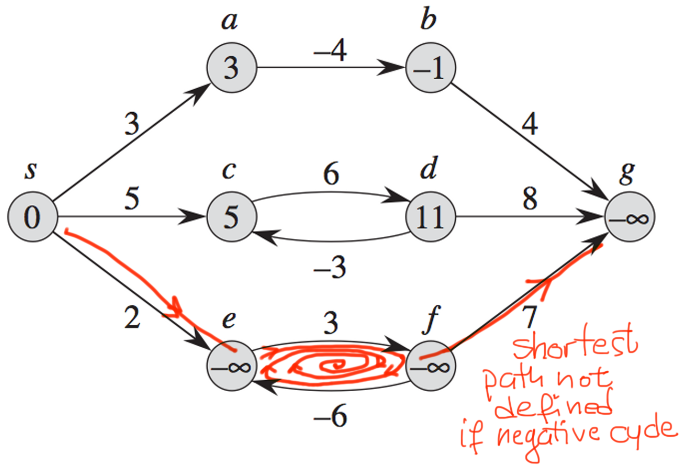 a
b
3
–4
–1
3
4
s
c
d
g
0
5
5
6
11
8
–∞
–3
2
e
3
f
7
–∞
–∞
–6
shortest
path not
defined
if negative cycle